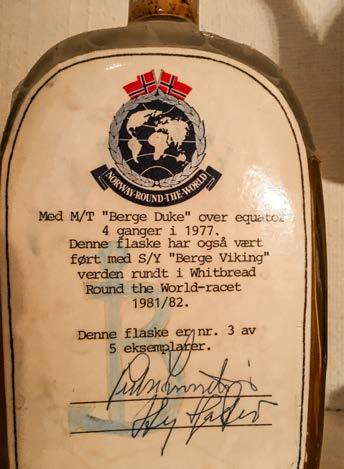 NORWAY-ROUND-THE-WORLD
Med M/T "Berge Duke" over equator
4 ganger i 1977.
Denne flaske har også vært
ført med S/Y "Berge Viking"
verden rundt i Whitbread
Round the World-racet
1981/82.
Denne flaske er nr. 3 av
5 eksemplarer.